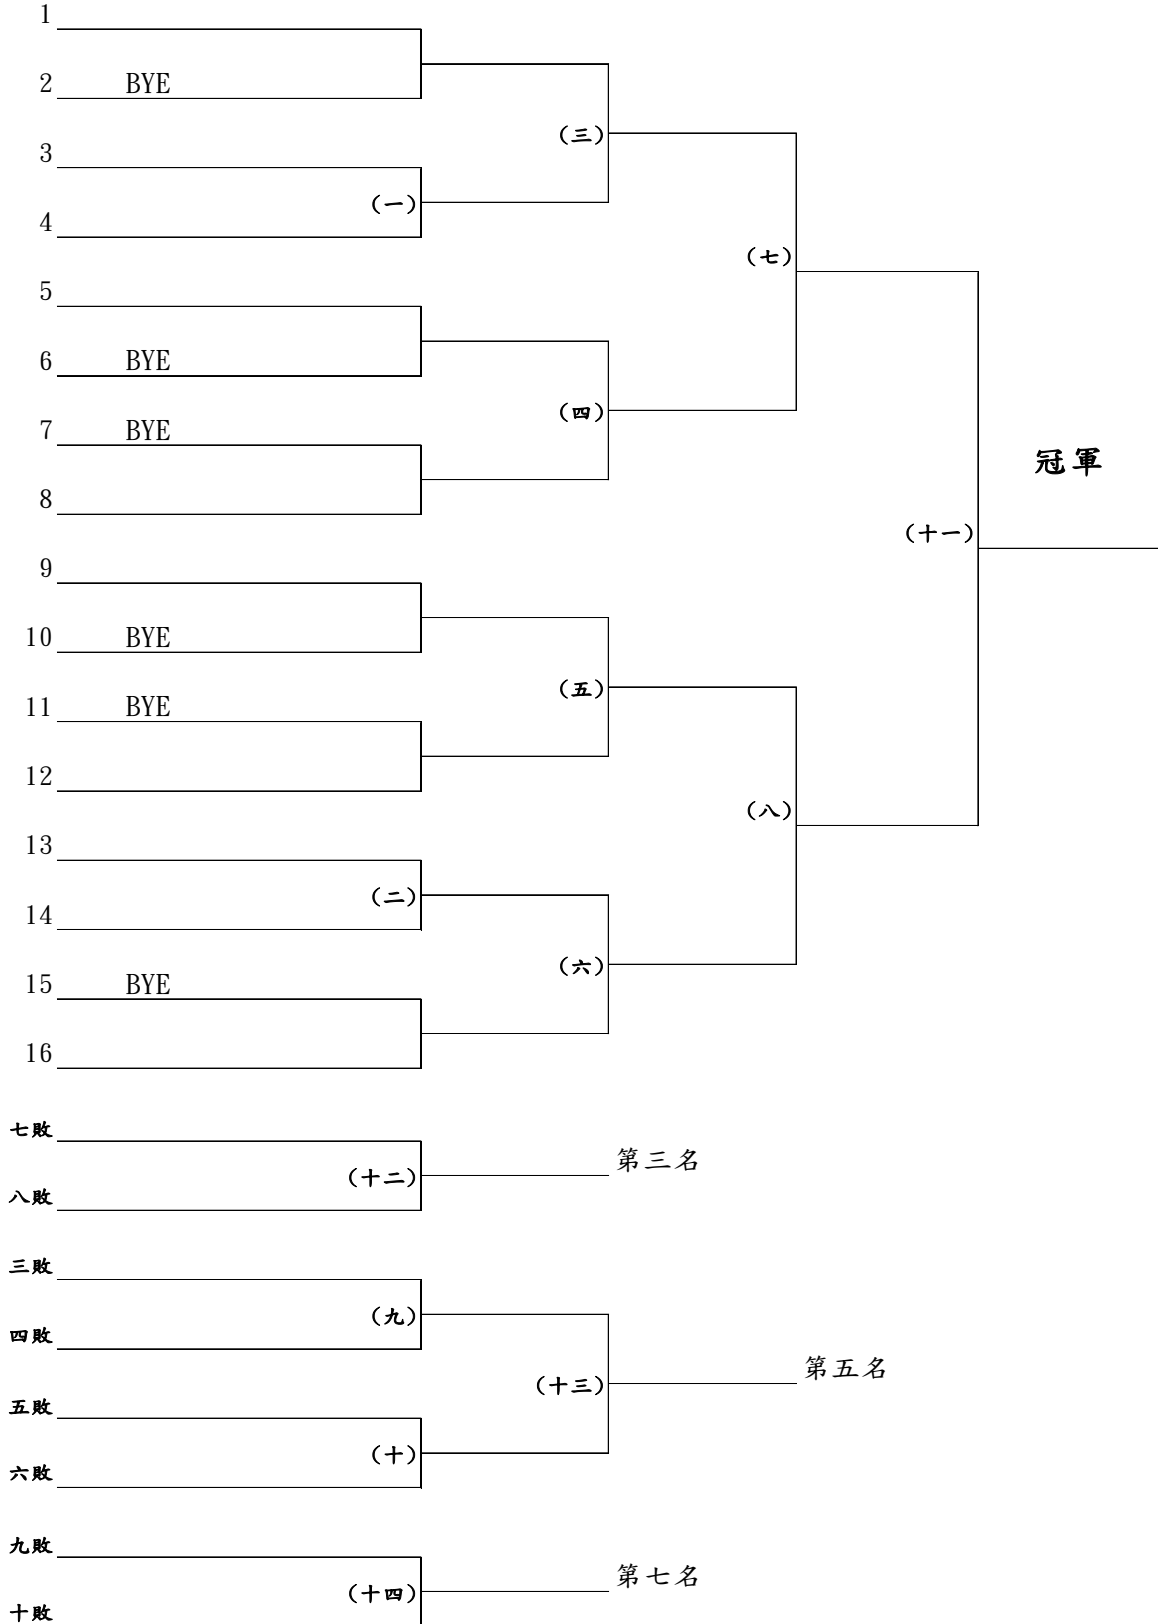 1
2 BYE
(三)
3
(一)
4
(七)
5
6 BYE
(四)
7 BYE
冠軍
8
(十一)
9
10 BYE
(五)
11 BYE
12
(八)
13
(二)
14
(六)
15 BYE
16
七敗
(十二) 第三名
八敗
三敗
(九)
四敗
(十三) 第五名
五敗
(十)
六敗
九敗
(十四) 第七名
十敗